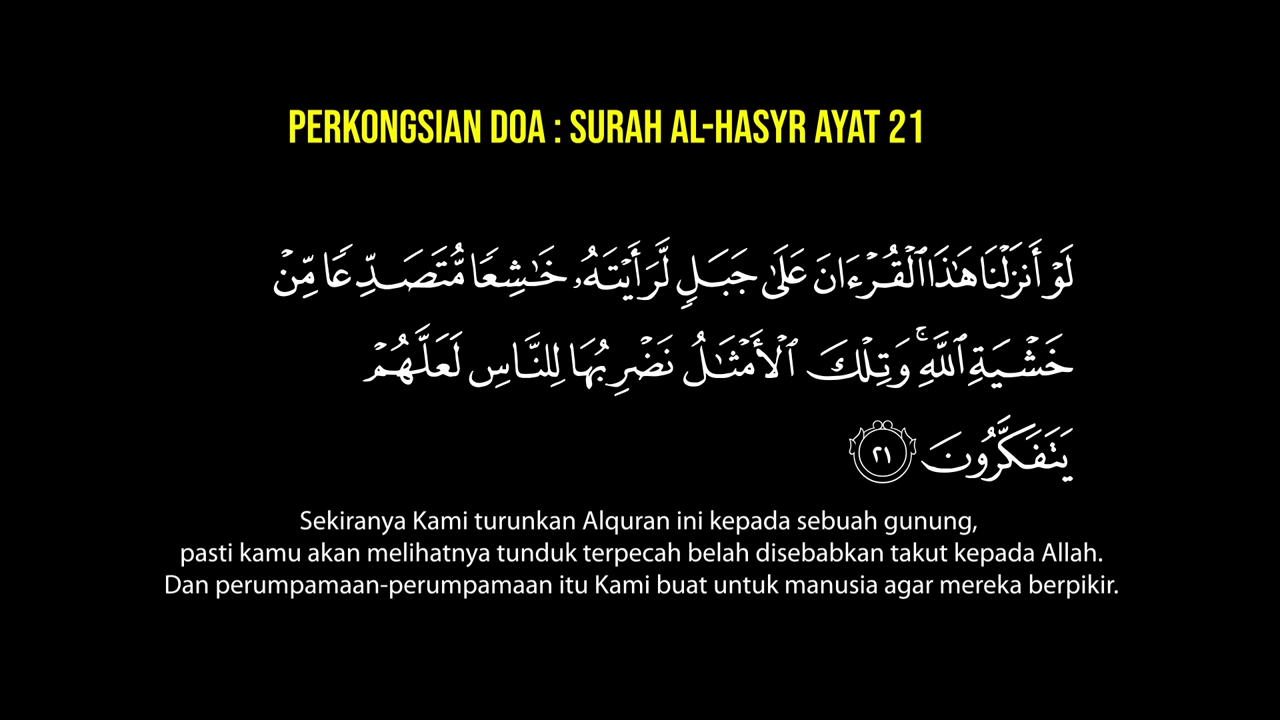 PERKONGSIAN DOA : SURAH AL-HASYR AYAT 21
لَوْ أَنزَلْنَا هَٰذَا ٱلْقُرْءَانَ عَلَىٰ جَبَلٍ لَّرَأَيْتَهُۥ خَٰشِعًا مُّتَصَدِّعًا مِّنْ
خَشْيَةِ ٱللَّهِ ۚ وَتِلْكَ ٱلْأَمْثَٰلُ نَضْرِبُهَا لِلنَّاسِ لَعَلَّهُمْ
يَتَفَكَّرُونَ ٢١
Sekiranya Kami turunkan Alquran ini kepada sebuah gunung,
pasti kamu akan melihatnya tunduk terpecah belah disebabkan takut kepada Allah.
Dan perumpamaan-perumpamaan itu Kami buat untuk manusia agar mereka berpikir.